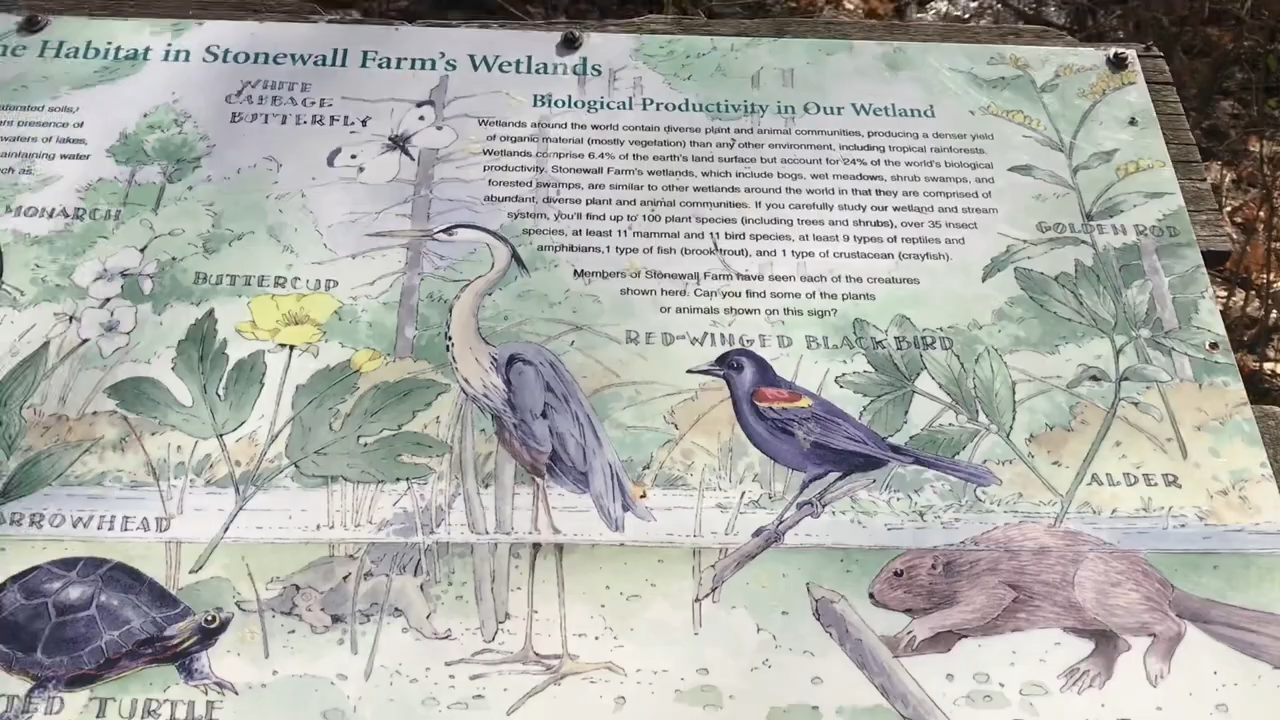 he Habitat in Stonewall Farm's Wetlands
WHITE
CABBAGE
BUTTERFLY
Biological Productivity in Our Wetland
Wetlands around the world contain diverse plant and animal communities, producing a denser yield
of organic material (mostly vegetation) than any other environment, including tropical rainforests.
Wetlands comprise 6.4% of the earth's land surface but account for 24% of the world's biological
productivity. Stonewall Farm's wetlands, which include bogs, wet meadows, shrub swamps, and
forested swamps, are similar to other wetlands around the world in that they are comprised of
abundant, diverse plant and animal communities. If you carefully study our wetland and stream
system, you'll find up to 100 plant species (including trees and shrubs), over 35 insect
species, at least 11 mammal and 11 bird species, at least 9 types of reptiles and
amphibians, 1 type of fish (brook trout), and 1 type of crustacean (crayfish).
Members of Stonewall Farm have seen each of the creatures
shown here. Can you find some of the plants
or animals shown on this sign?
aturated soils,
presence of
waters of lakes,
aintaining water
ch as:
MONARCH
BUTTERCUP
GOLDEN ROD
RED-WINGED BLACK BIRD
ALDER
ARROWHEAD
TED TURTLE